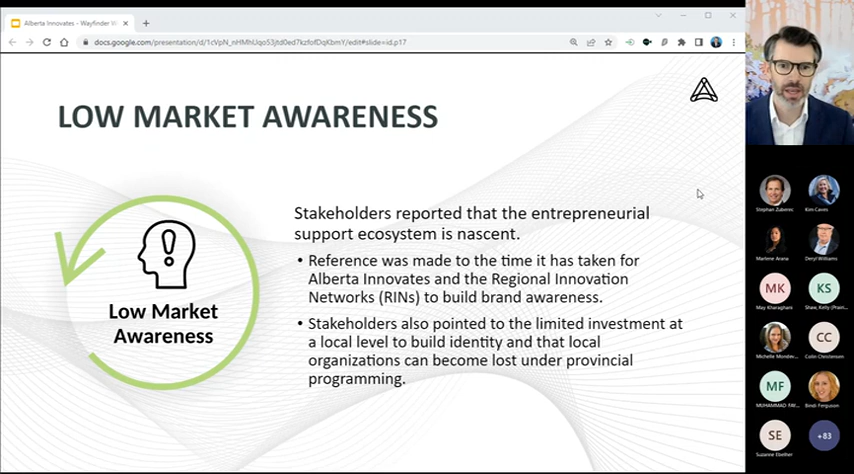 Alberta Innovates - Wayfinder W
docs.google.com/presentation/d/1cVpN_nHMhUqo53jtd0ed7kzfofDqKbmY/edit#slide=id.p17
LOW MARKET AWARENESS
Low Market
Awareness
Stakeholders reported that the entrepreneurial
support ecosystem is nascent.
• Reference was made to the time it has taken for
Alberta Innovates and the Regional Innovation
Networks (RINs) to build brand awareness.
• Stakeholders also pointed to the limited investment at
a local level to build identity and that local
organizations can become lost under provincial
programming.
Stephan Zubrerec
Kim Caves
Marlene Arana
Deryl Williams
MK
KS
May Kharaghani
Shaw, Kelly (Prairi...
CC
Michelle Mondev...
Colin Christensen
MF
MUHAMMAD FAI...
Bindi Ferguson
SE
+83
Suzanne Ebelher